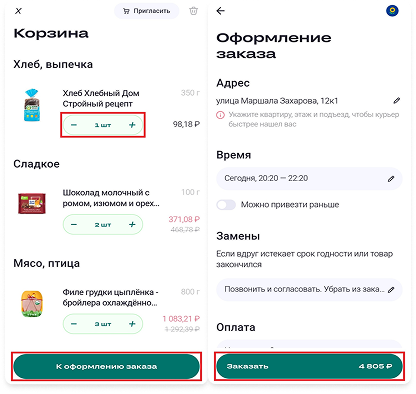 X
Пригласить
Корзина
Хлеб, выпечка
Хлеб Хлебный Дом
Стройный рецепт
350 г
− 1 шт + 98,18 ₽
Сладкое
Шоколад молочный с
ромом, изюмом и орех...
100 г
− 2 шт + 371,08 ₽
468,78 ₽
Мясо, птица
Филе грудки цыплёнка -
бройлера охлаждённо...
800 г
− 3 шт + 1 083,21 ₽
1 292,39 ₽
К оформлению заказа
Оформление
заказа
Адрес
улица Маршала Захарова, 12к1
Укажите квартиру, этаж и подъезд, чтобы курьер
быстрее нашел вас
Время
Сегодня, 20:20 — 22:20
Можно привезти раньше
Замены
Если вдруг истекает срок годности или товар
закончился
Позвонить и согласовать. Убрать из зака...
Оплата
Заказать 4 805 ₽